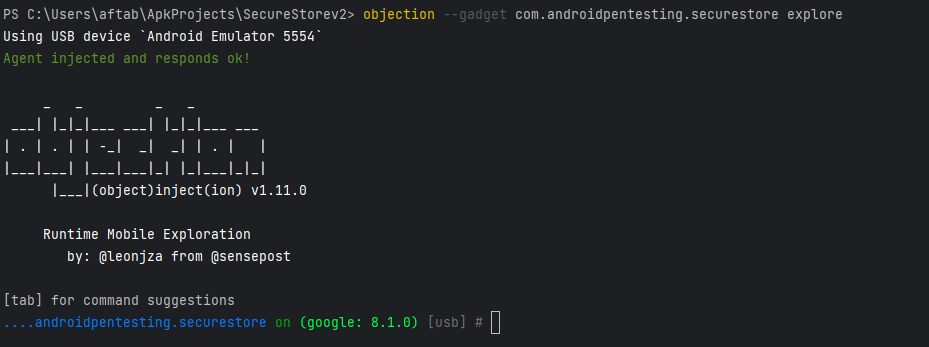 PS C:\Users\aftab\ApkProjects\SecureStorev2> objection --gadget com.androidpentesting.securestore explore
Using USB device `Android Emulator 5554`
Agent injected and responds ok!
     _   _         _   _
 ___| |_|_|___ ___| |_|_|___ ___
| . | . | | -_|  _|  _| | . |   |
|___|___| |___|___|_| |_|___|_|_|
      |___|(object)inject(ion) v1.11.0
     Runtime Mobile Exploration
        by: @leonjza from @sensepost
[tab] for command suggestions
....androidpentesting.securestore on (google: 8.1.0) [usb] #